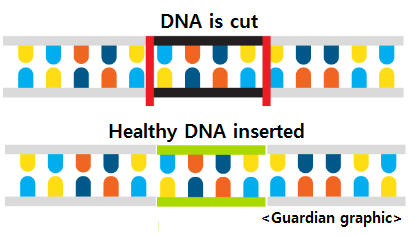 DNA is cut
Healthy DNA inserted
<Guardian graphic>